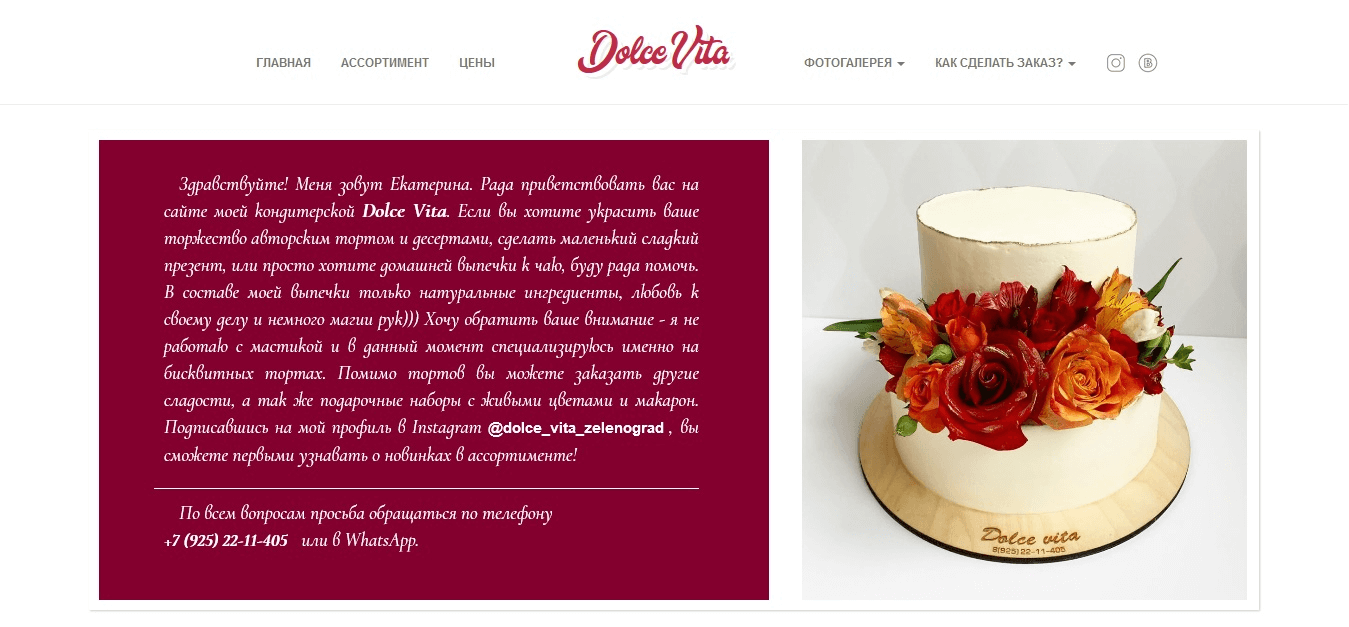 ГЛАВНАЯ АССОРТИМЕНТ ЦЕНЫ Dolce Vita ФОТОГАЛЕРЕЯ КАК СДЕЛАТЬ ЗАКАЗ?
Здравствуйте! Меня зовут Екатерина. Рада приветствовать вас на
сайте моей кондитерской Dolce Vita. Если вы хотите украсить ваше
торжество авторским тортом и десертами, сделать маленький сладкий
презент, или просто хотите домашней выпечки к чаю, буду рада помочь.
В составе моей выпечки только натуральные ингредиенты, любовь к
своему делу и немного магии рук))) Хочу обратить ваше внимание - я не
работаю с мастикой и в данный момент специализируюсь именно на
бисквитных тортах. Помимо тортов вы можете заказать другие
сладости, а так же подарочные наборы с живыми цветами и макарон.
Подписавшись на мой профиль в Instagram @dolce_vita_zelenograd , вы
сможете первыми узнавать о новинках в ассортименте!
По всем вопросам просьба обращаться по телефону
+7 (925) 22-11-405 или в WhatsApp.
Dolce vita
8(925)22-11-405